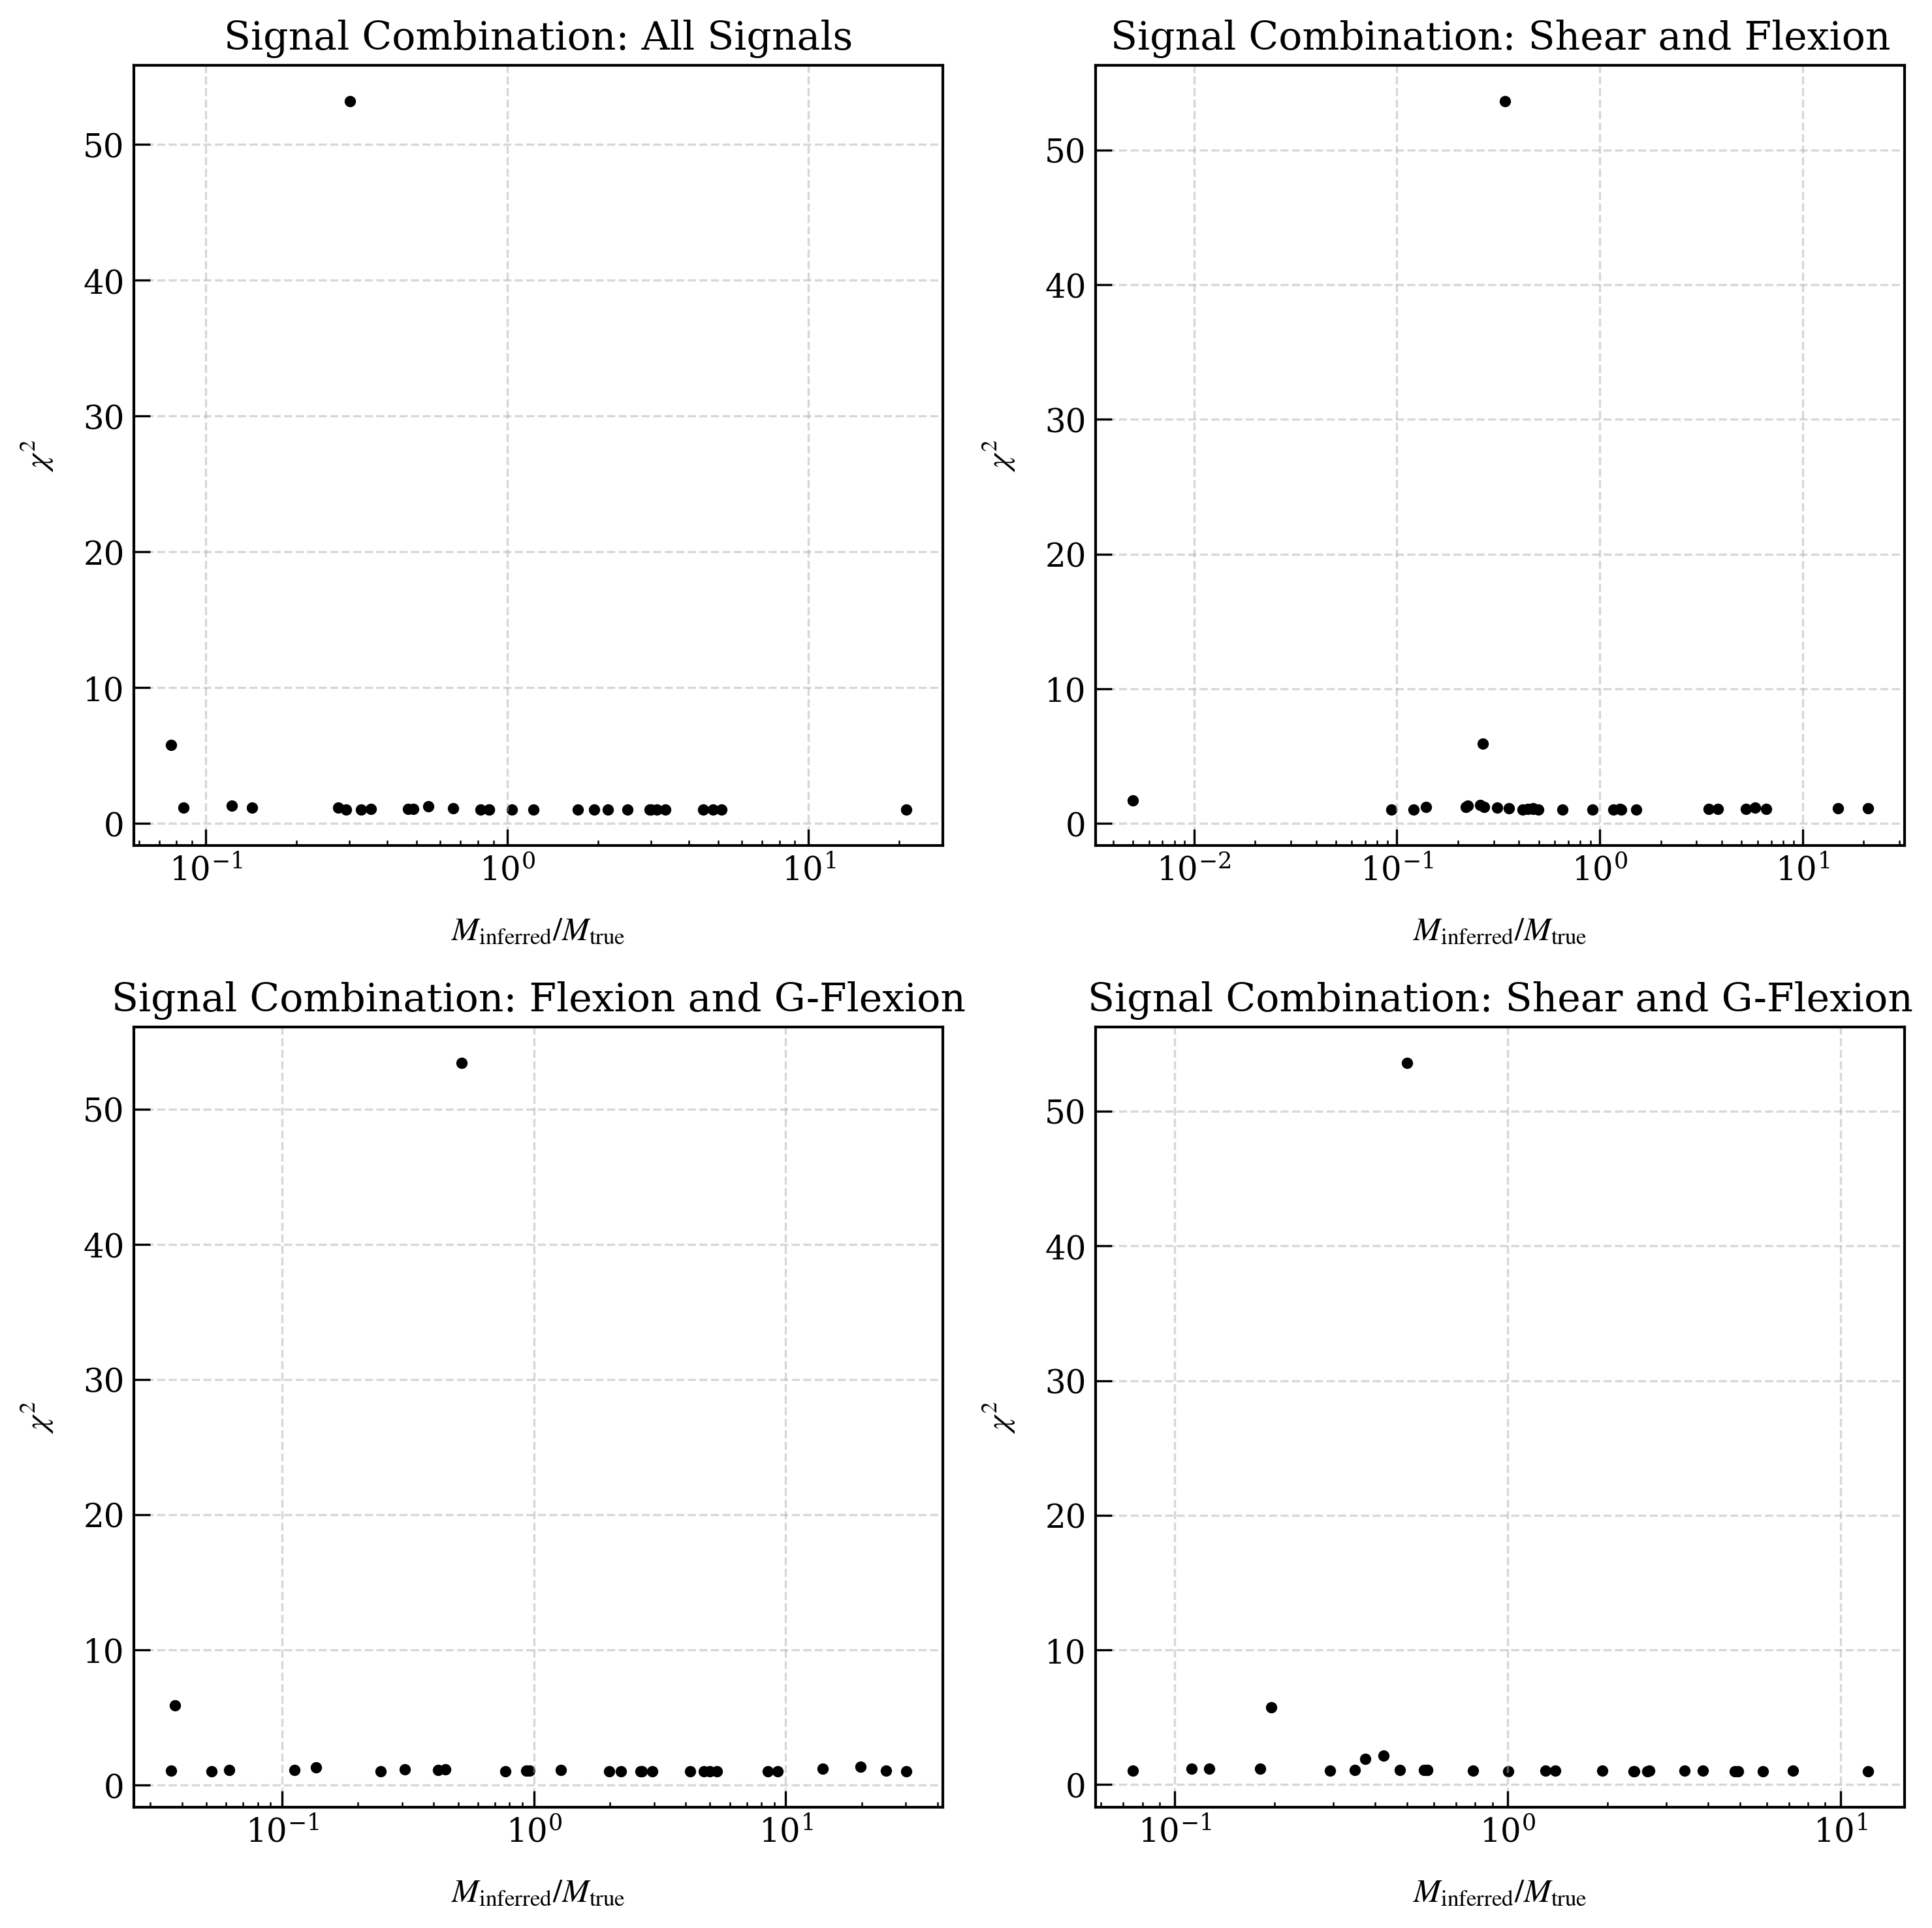 Signal Combination: All Signals
50
40
30
20
10
0
χ²
10⁻¹ 10⁰ 10¹
M_inferred/M_true
Signal Combination: Shear and Flexion
50
40
30
20
10
0
χ²
10⁻² 10⁻¹ 10⁰ 10¹
M_inferred/M_true
Signal Combination: Flexion and G-Flexion
50
40
30
20
10
0
χ²
10⁻¹ 10⁰ 10¹
M_inferred/M_true
Signal Combination: Shear and G-Flexion
50
40
30
20
10
0
χ²
10⁻¹ 10⁰ 10¹
M_inferred/M_true